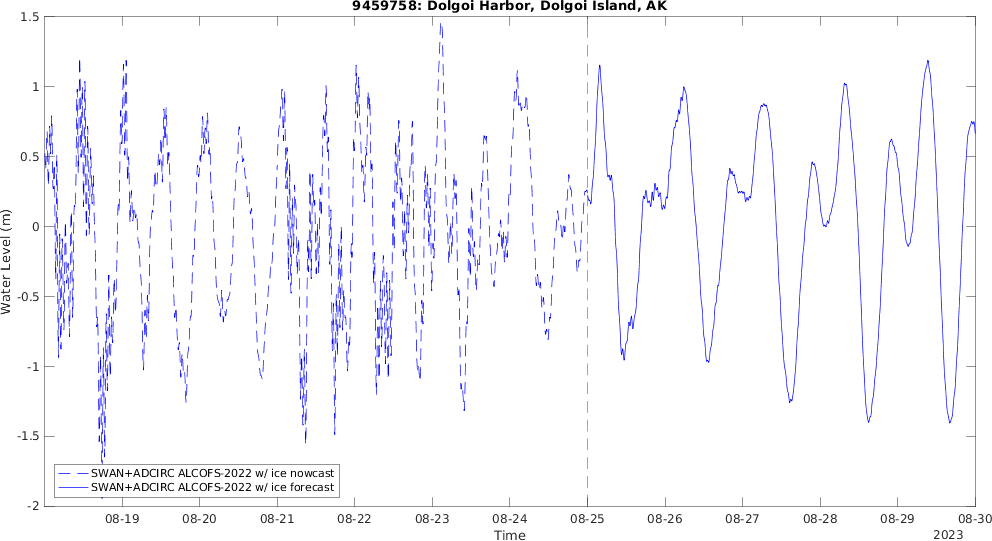 9459758: Dolgoi Harbor, Dolgoi Island, AK
1.5
1
0.5
0
-0.5
-1
-1.5
-2
Water Level (m)
SWAN+ADCIRC ALCOFS-2022 w/ ice nowcast
SWAN+ADCIRC ALCOFS-2022 w/ ice forecast
08-19 08-20 08-21 08-22 08-23 08-24 08-25 08-26 08-27 08-28 08-29 08-30
Time
2023